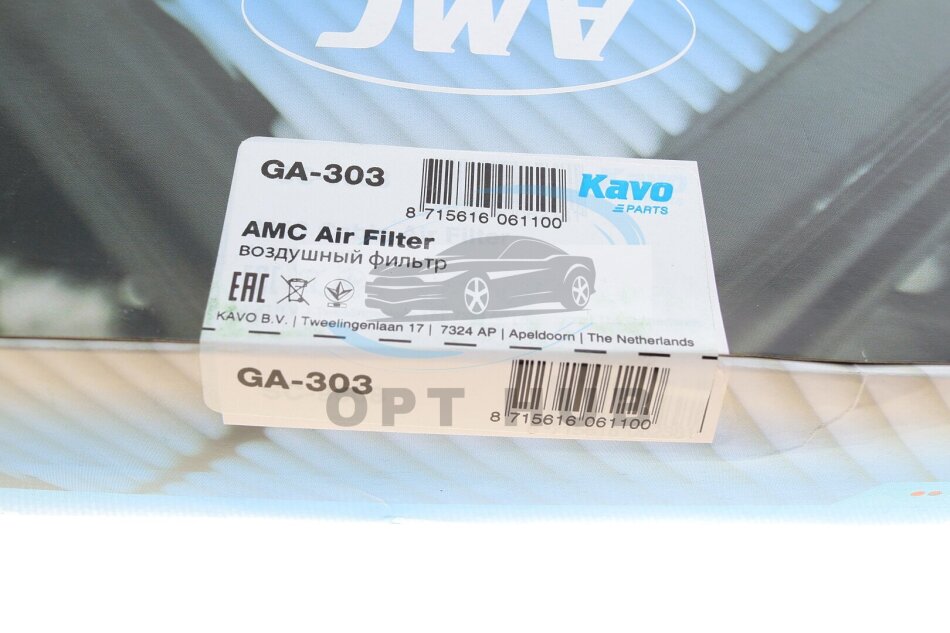 AMC
GA-303
8 715616 061100
Kavo
PARTS
AMC Air Filter
воздушный фильтр
EAC
KAVO B.V. | Tweelingenlaan 17 | 7324 AP | Apeldoorn | The Netherlands
GA-303
8 715616 061100